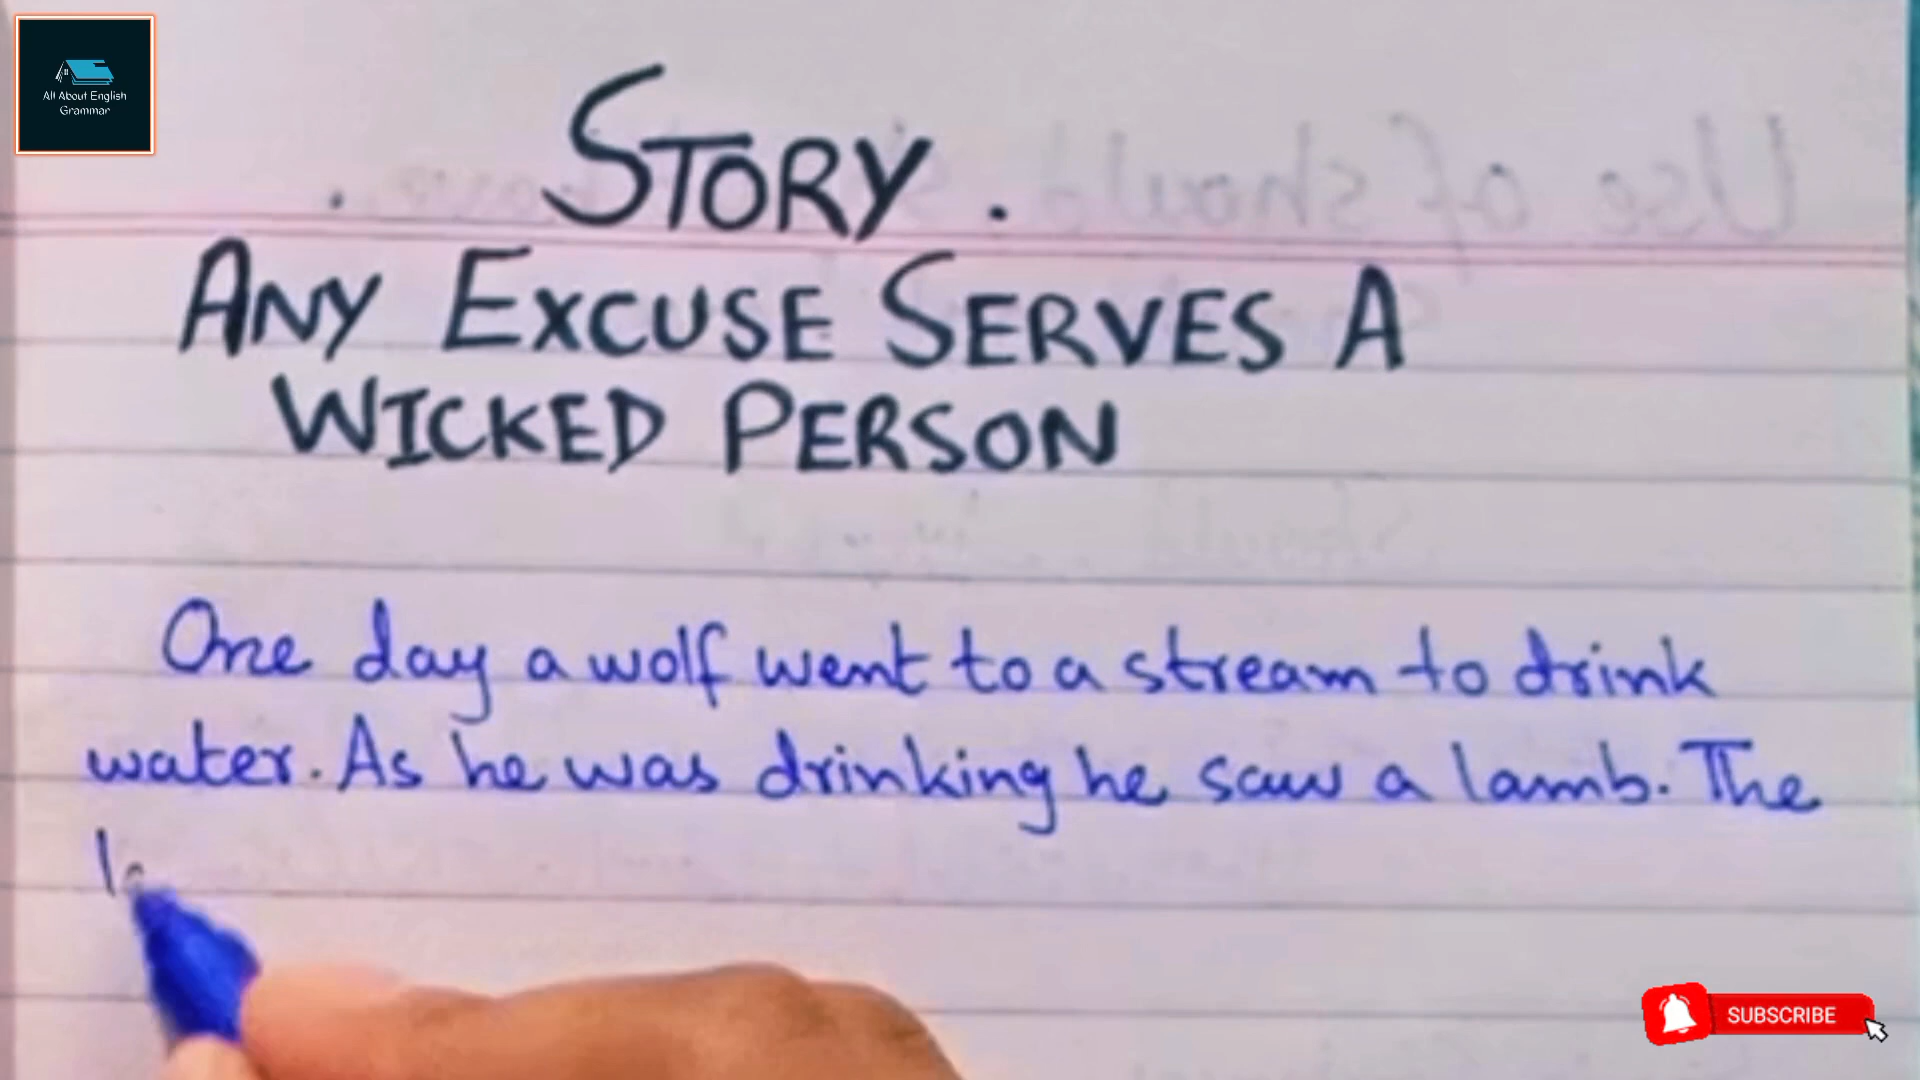 All About English
Grammar
STORY.
ANY EXCUSE SERVES A
WICKED PERSON
One day a wolf went to a stream to drink
water. As he was drinking he saw a lamb. The
SUBSCRIBE